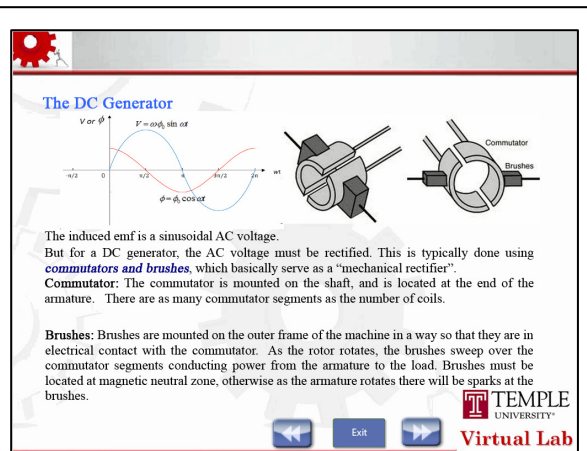 The DC Generator
V or ϕ
V = ωϕ₀ sin ωt
-π/2 0 π/2 π 3π/2 2π wt
ϕ = ϕ₀ cos ωt
Commutator
Brushes
The induced emf is a sinusoidal AC voltage.
But for a DC generator, the AC voltage must be rectified. This is typically done using
commutators and brushes, which basically serve as a “mechanical rectifier”.
Commutator: The commutator is mounted on the shaft, and is located at the end of the
armature. There are as many commutator segments as the number of coils.
Brushes: Brushes are mounted on the outer frame of the machine in a way so that they are in
electrical contact with the commutator. As the rotor rotates, the brushes sweep over the
commutator segments conducting power from the armature to the load. Brushes must be
located at magnetic neutral zone, otherwise as the armature rotates there will be sparks at the
brushes.
T TEMPLE
UNIVERSITY®
Exit
Virtual Lab